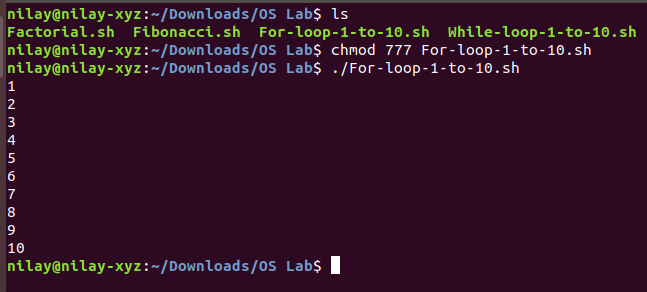 nilay@nilay-xyz:~/Downloads/OS Lab$ ls
Factorial.sh  Fibonacci.sh  For-loop-1-to-10.sh  While-loop-1-to-10.sh
nilay@nilay-xyz:~/Downloads/OS Lab$ chmod 777 For-loop-1-to-10.sh
nilay@nilay-xyz:~/Downloads/OS Lab$ ./For-loop-1-to-10.sh
1
2
3
4
5
6
7
8
9
10
nilay@nilay-xyz:~/Downloads/OS Lab$